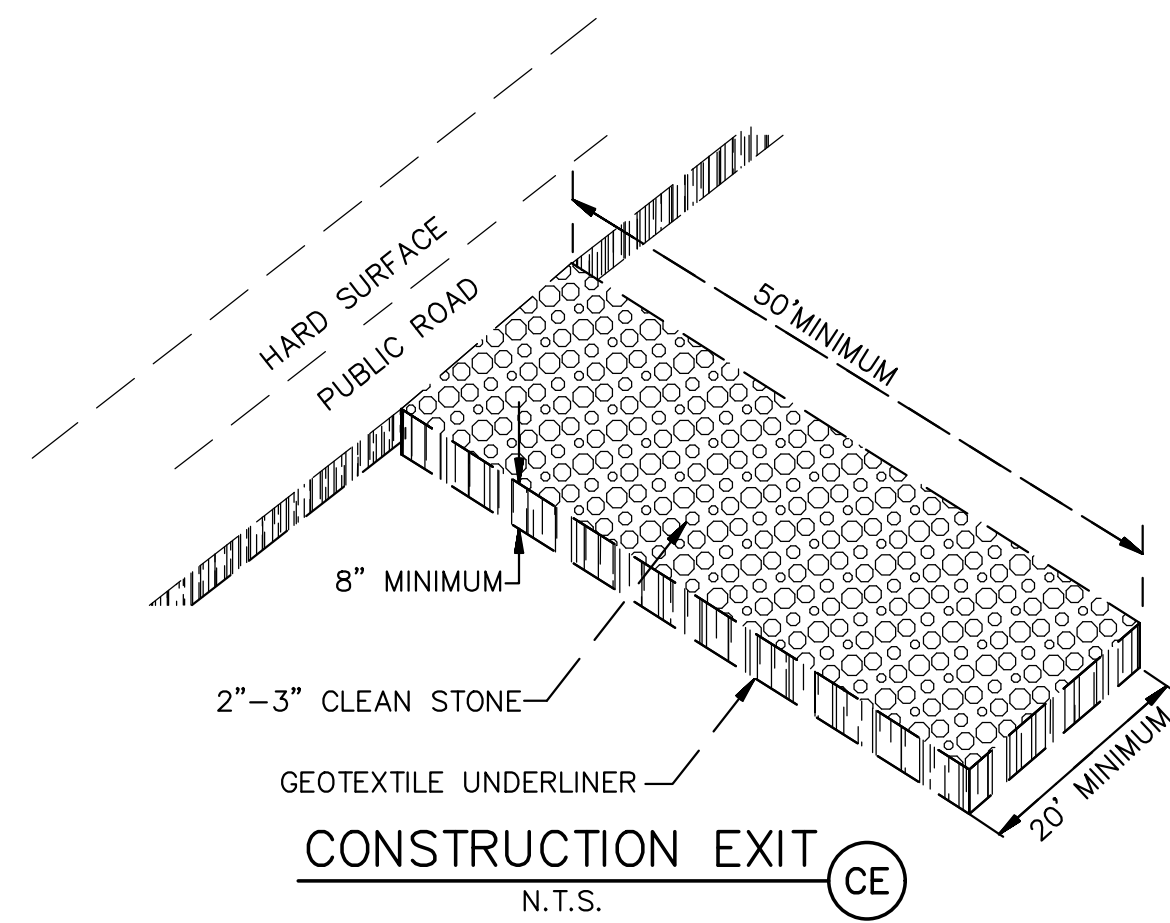 HARD SURFACE
PUBLIC ROAD
50'MINIMUM
8" MINIMUM
2"-3" CLEAN STONE
GEOTEXTILE UNDERLINER
20' MINIMUM
CONSTRUCTION EXIT
CE
N.T.S.